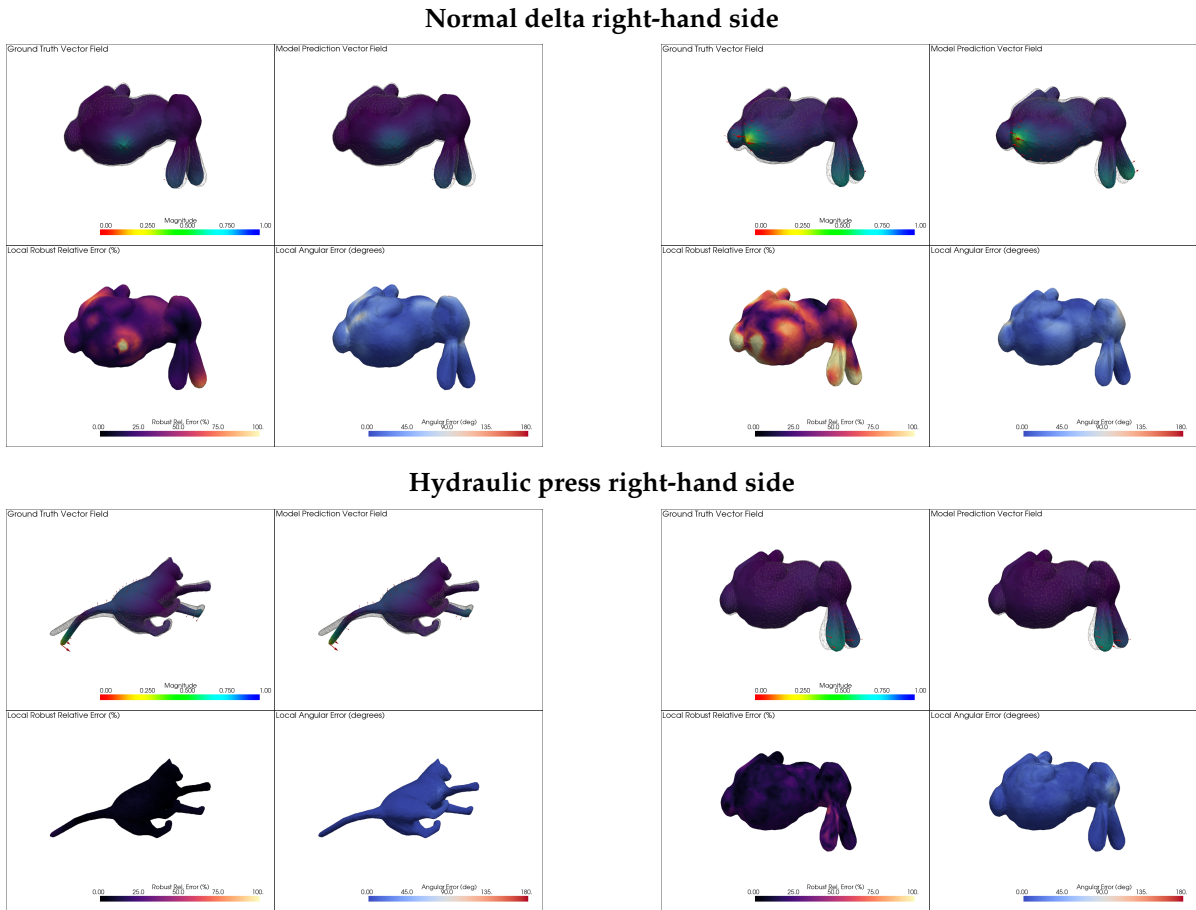 Normal delta right-hand side
Ground Truth Vector Field
Model Prediction Vector Field
Magnitude
0.00 0.250 0.500 0.750 1.00
Local Robust Relative Error (%)
Local Angular Error (degrees)
Robust Rel. Error (%)
0.00 25.0 50.0 75.0 100.
Angular Error (deg)
0.00 45.0 90.0 135. 180.
Ground Truth Vector Field
Model Prediction Vector Field
Magnitude
0.00 0.250 0.500 0.750 1.00
Local Robust Relative Error (%)
Local Angular Error (degrees)
Robust Rel. Error (%)
0.00 25.0 50.0 75.0 100.
Angular Error (deg)
0.00 45.0 90.0 135. 180.
Hydraulic press right-hand side
Ground Truth Vector Field
Model Prediction Vector Field
Magnitude
0.00 0.250 0.500 0.750 1.00
Local Robust Relative Error (%)
Local Angular Error (degrees)
Robust Rel. Error (%)
0.00 25.0 50.0 75.0 100.
Angular Error (deg)
0.00 45.0 90.0 135. 180.
Ground Truth Vector Field
Model Prediction Vector Field
Magnitude
0.00 0.250 0.500 0.750 1.00
Local Robust Relative Error (%)
Local Angular Error (degrees)
Robust Rel. Error (%)
0.00 25.0 50.0 75.0 100.
Angular Error (deg)
0.00 45.0 90.0 135. 180.